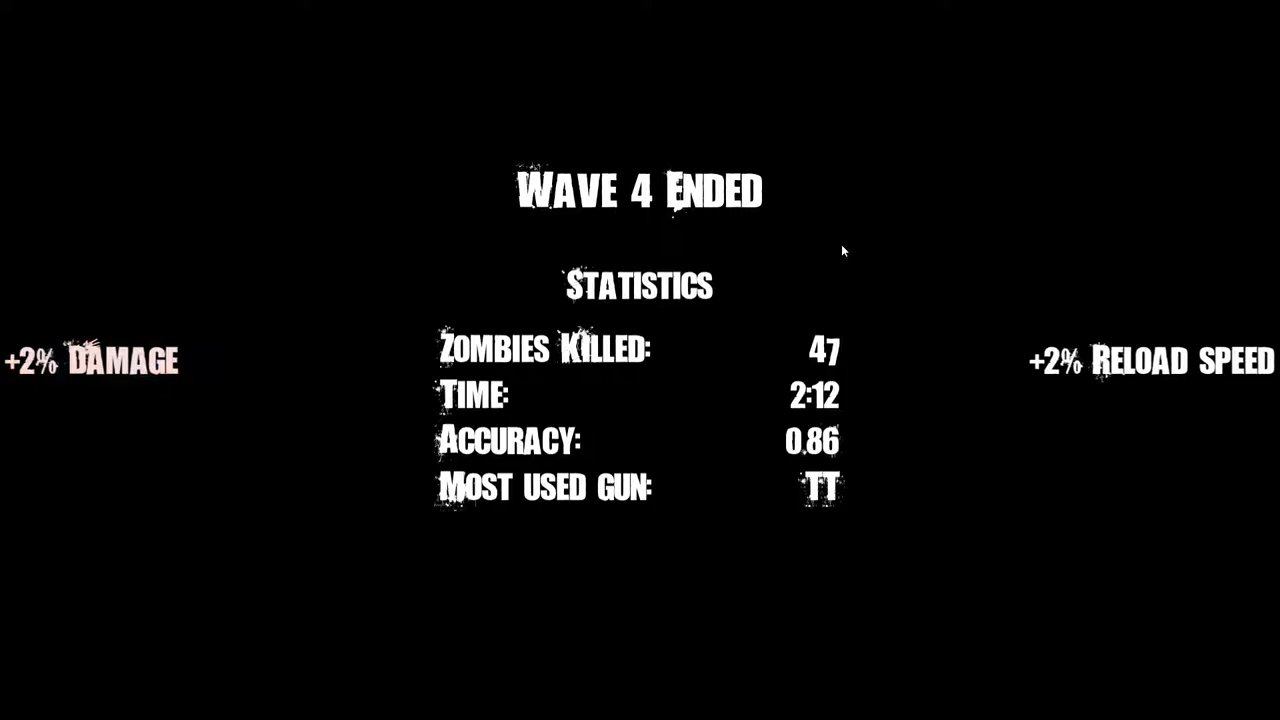 Wave 4 Ended
Statistics
Zombies Killed: 47
+2% Damage
+2% Reload speed
Time: 2:12
Accuracy: 0.86
Most used gun: TT